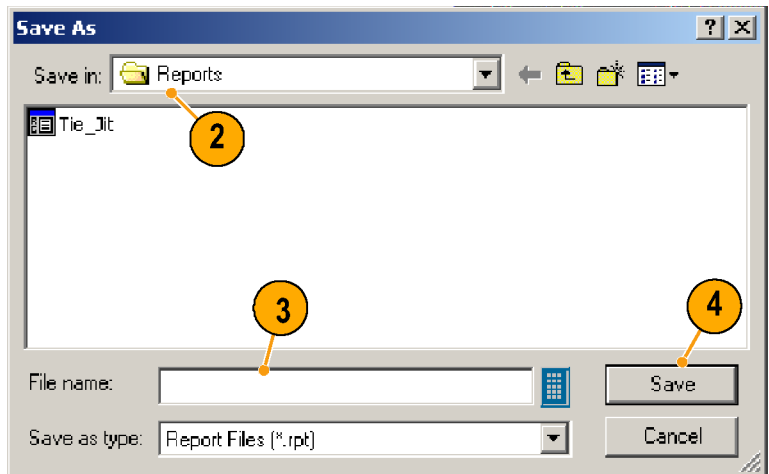 Save As
Save in: Reports
2
Tie_Jit
3
4
File name:
Save
Save as type: Report Files (*.rpt)
Cancel